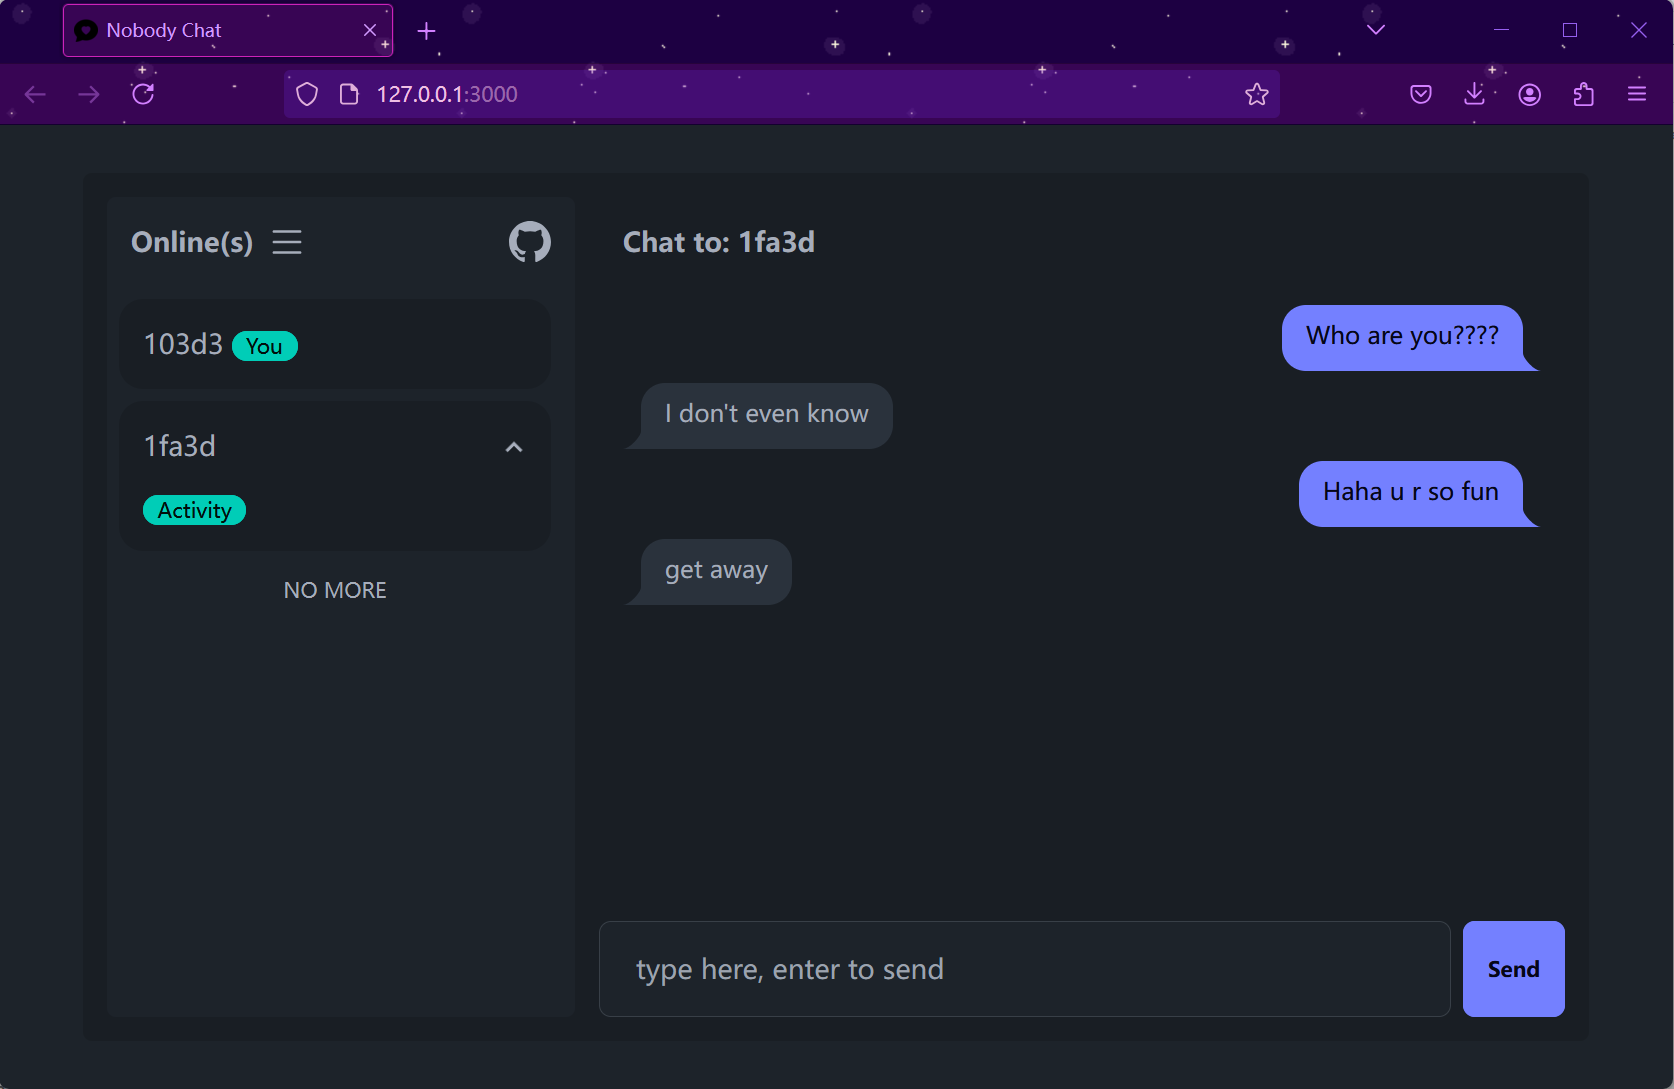 Nobody Chat
127.0.0.1:3000
Online(s)
103d3 You
1fa3d
Activity
NO MORE
Chat to: 1fa3d
Who are you????
I don't even know
Haha u r so fun
get away
type here, enter to send
Send